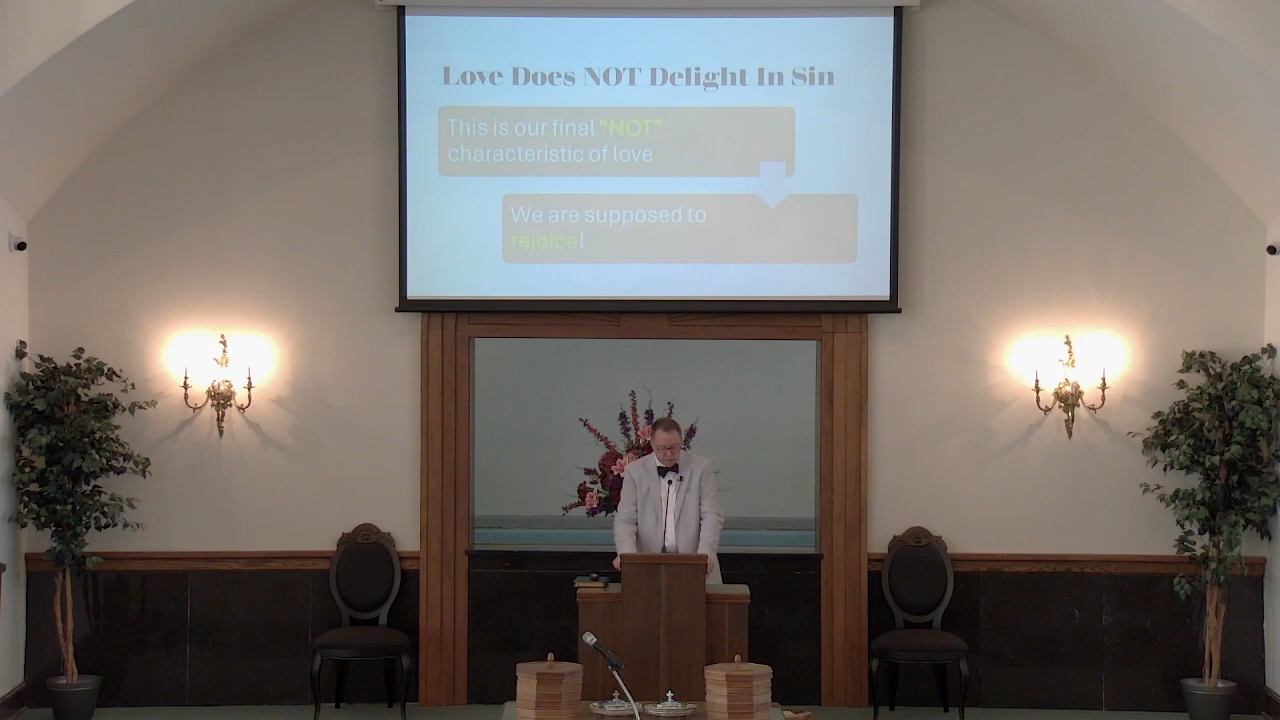 Love Does NOT Delight In Sin
This is our final “NOT”
characteristic of love
We are supposed to
rejoice!